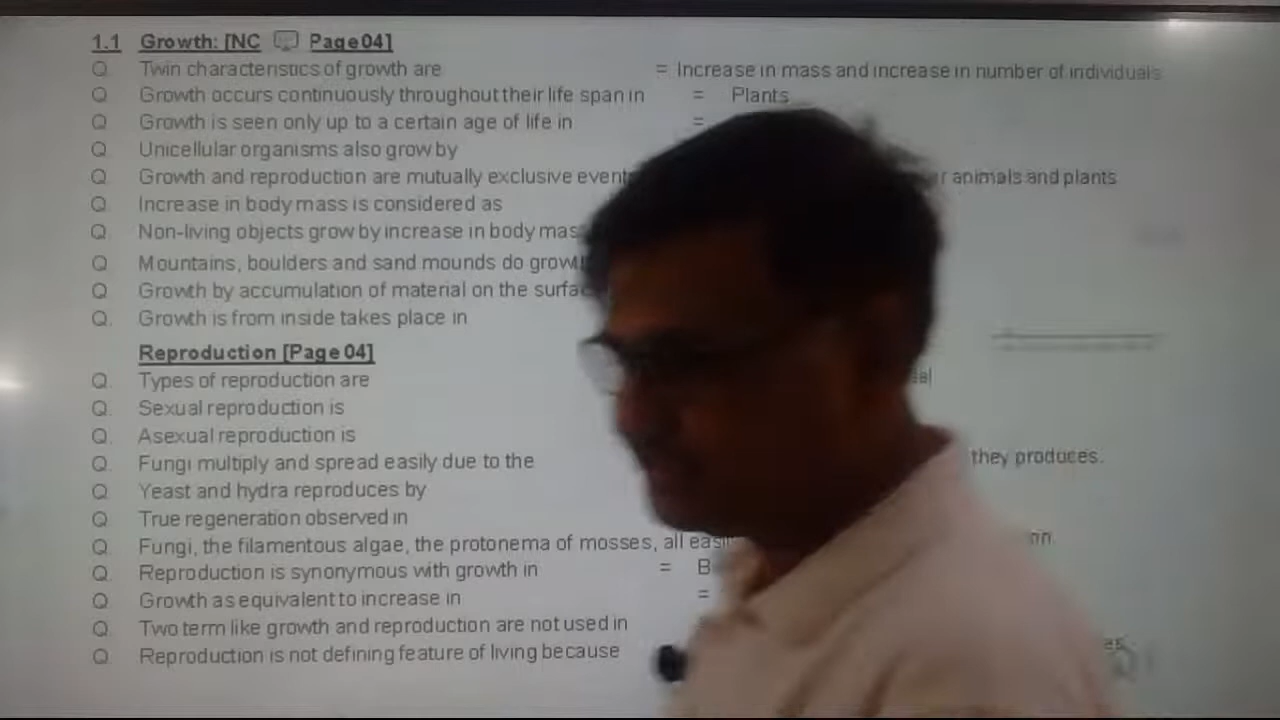 1.1 Growth: [NC Page 04]
Q. Twin characteristics of growth are = Increase in mass and increase in number of individuals
Q. Growth occurs continuously throughout their life span in = Plants
Q. Growth is seen only up to a certain age of life in =
Q. Unicellular organisms also grow by
Q. Growth and reproduction are mutually exclusive event animals and plants
Q. Increase in body mass is considered as
Q. Non-living objects grow by increase in body mas
Q. Mountains, boulders and sand mounds do grow
Q. Growth by accumulation of material on the surfac
Q. Growth is from inside takes place in
Reproduction [Page 04]
Q. Types of reproduction are
Q. Sexual reproduction is
Q. Asexual reproduction is
Q. Fungi multiply and spread easily due to the they produces.
Q. Yeast and hydra reproduces by
Q. True regeneration observed in
Q. Fungi, the filamentous algae, the protonema of mosses, all easil on
Q. Reproduction is synonymous with growth in = B
Q. Growth as equivalent to increase in =
Q. Two term like growth and reproduction are not used in
Q. Reproduction is not defining feature of living because